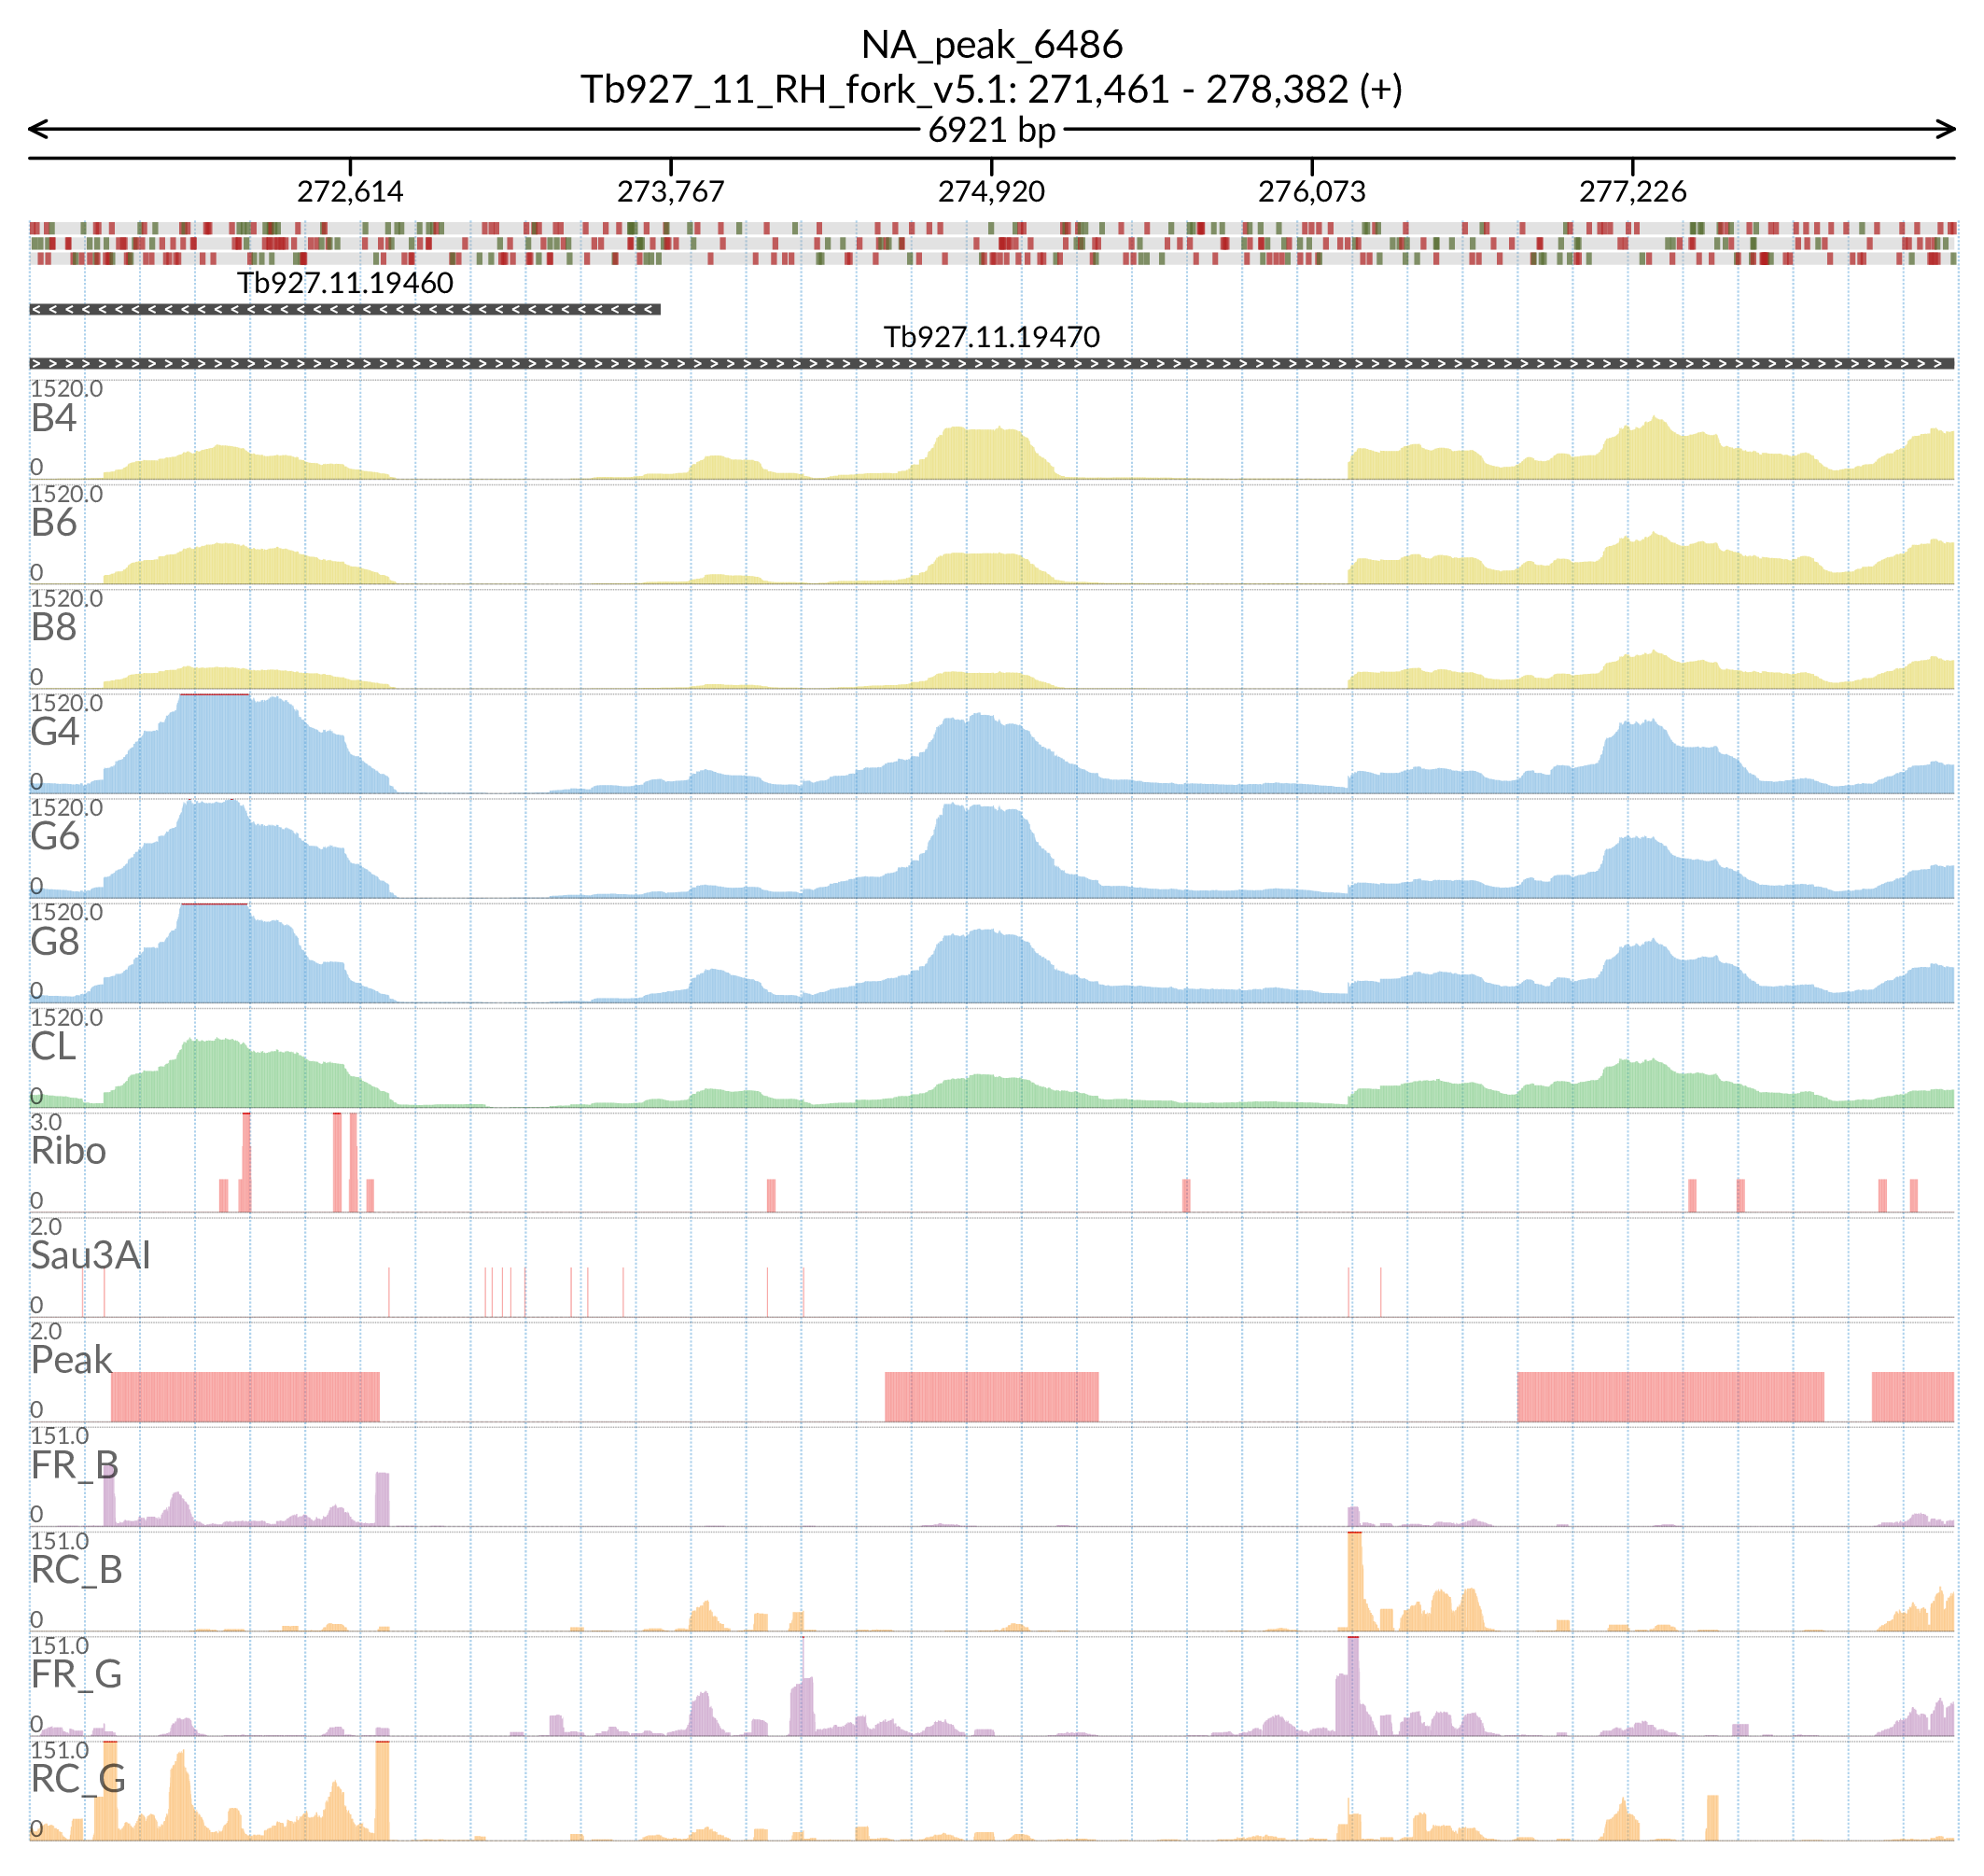 NA_peak_6486
Tb927_11_RH_fork_v5.1: 271,461 - 278,382 (+)
6921 bp
272,614 273,767 274,920 276,073 277,226
Tb927.11.19460
Tb927.11.19470
1520.0
B4
0
1520.0
B6
0
1520.0
B8
0
1520.0
G4
0
1520.0
G6
0
1520.0
G8
0
1520.0
CL
0
3.0
Ribo
0
2.0
Sau3AI
0
2.0
Peak
0
151.0
FR_B
0
151.0
RC_B
0
151.0
FR_G
0
151.0
RC_G
0